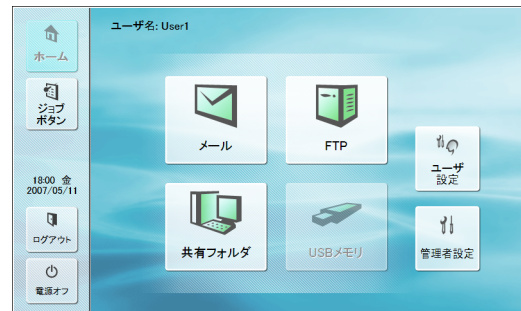 ユーザ名: User1
ホーム
ジョブ
ボタン
18:00 金
2007/05/11
ログアウト
電源オフ
メール
FTP
共有フォルダ
USBメモリ
ユーザ
設定
管理者設定